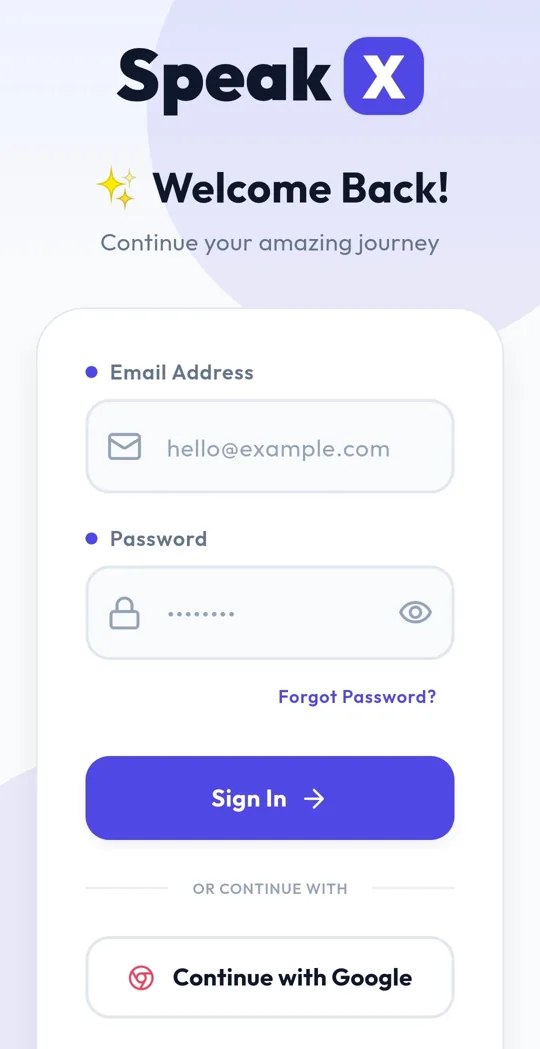 Speak X
Welcome Back!
Continue your amazing journey
Email Address
hello@example.com
Password
••••••••
Forgot Password?
Sign In
OR CONTINUE WITH
Continue with Google